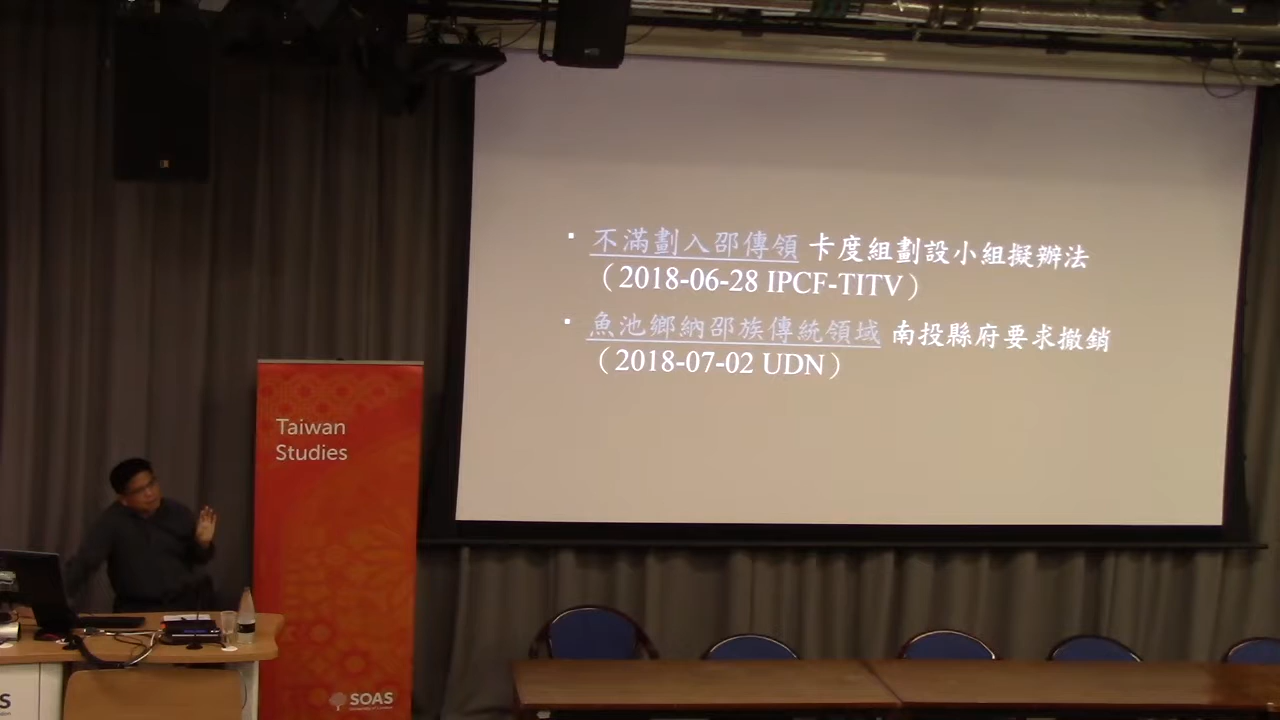 不滿劃入邵傳領 卡度組劃設小組擬辦法
（2018-06-28 IPCF-TITV）
魚池鄉納邵族傳統領域 南投縣府要求撤銷
（2018-07-02 UDN）
Taiwan
Studies
SOAS